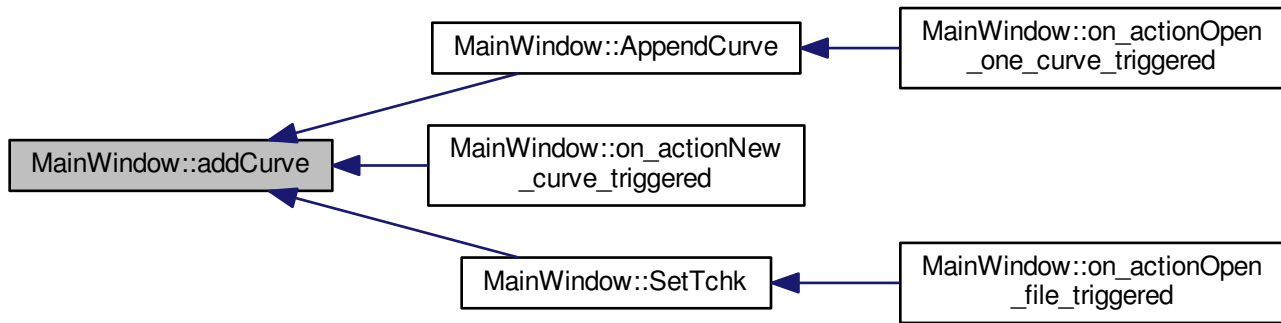 MainWindow::addCurve
MainWindow::AppendCurve
MainWindow::on_actionOpen
_one_curve_triggered
MainWindow::on_actionNew
_curve_triggered
MainWindow::SetTchk
MainWindow::on_actionOpen
_file_triggered